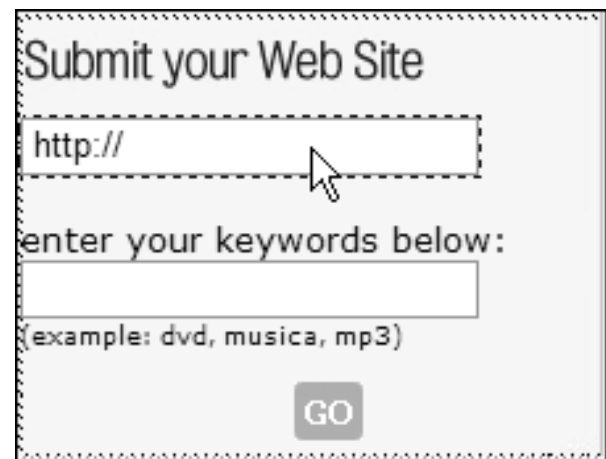 Submit your Web Site
http://
enter your keywords below:
(example: dvd, musica, mp3)
GO